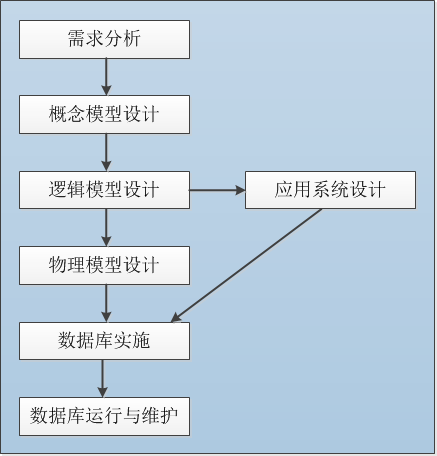 需求分析
概念模型设计
逻辑模型设计
应用系统设计
物理模型设计
数据库实施
数据库运行与维护